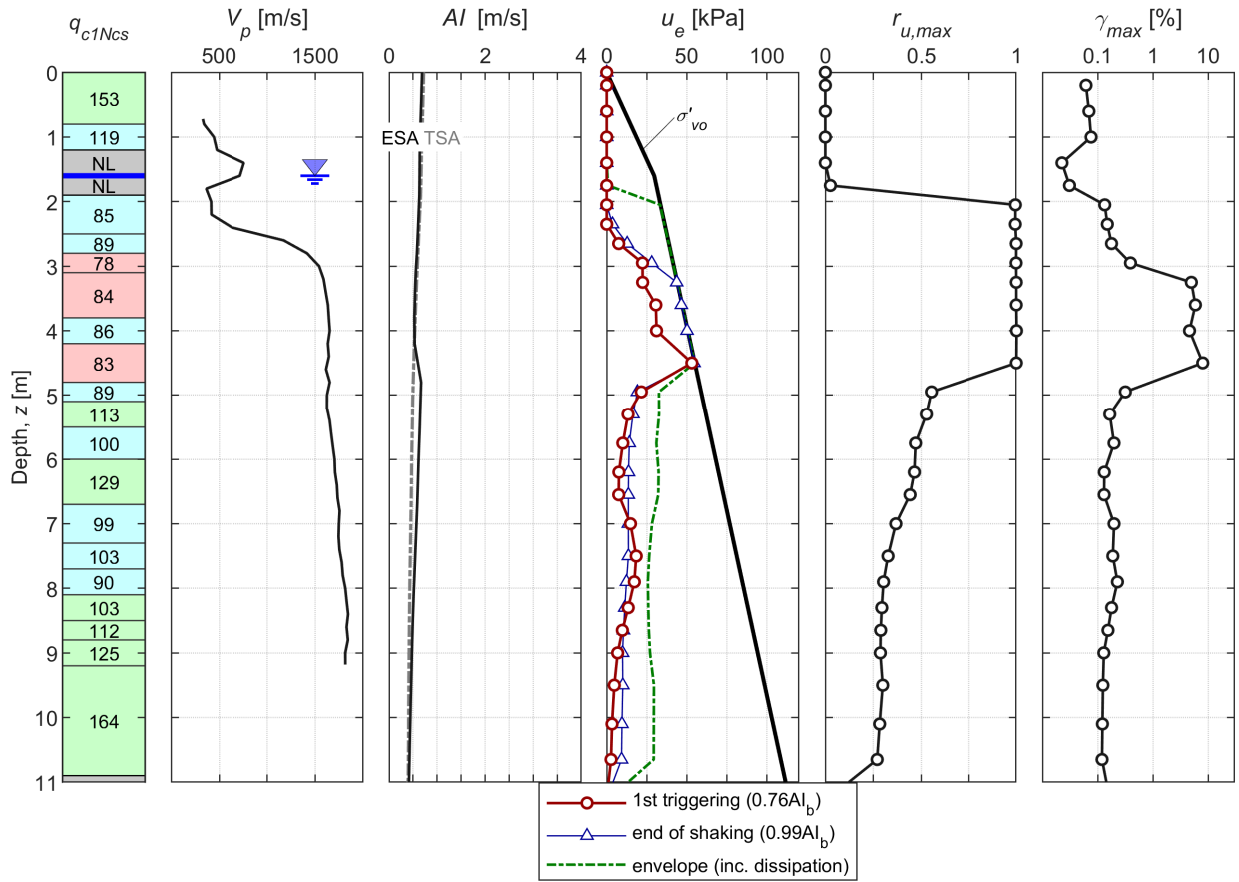 q_c1Ncs
V_p [m/s]
AI [m/s]
u_e [kPa]
r_u,max
γ_max [%]
500 1500
0 2 4
0 50 100
0 0.5 1
0.1 1 10
Depth, z [m]
0
1
2
3
4
5
6
7
8
9
10
11
153
119
NL
NL
85
89
78
84
86
83
89
113
100
129
99
103
90
103
112
125
164
ESA TSA
σ'_vo
1st triggering (0.76AI_b)
end of shaking (0.99AI_b)
envelope (inc. dissipation)